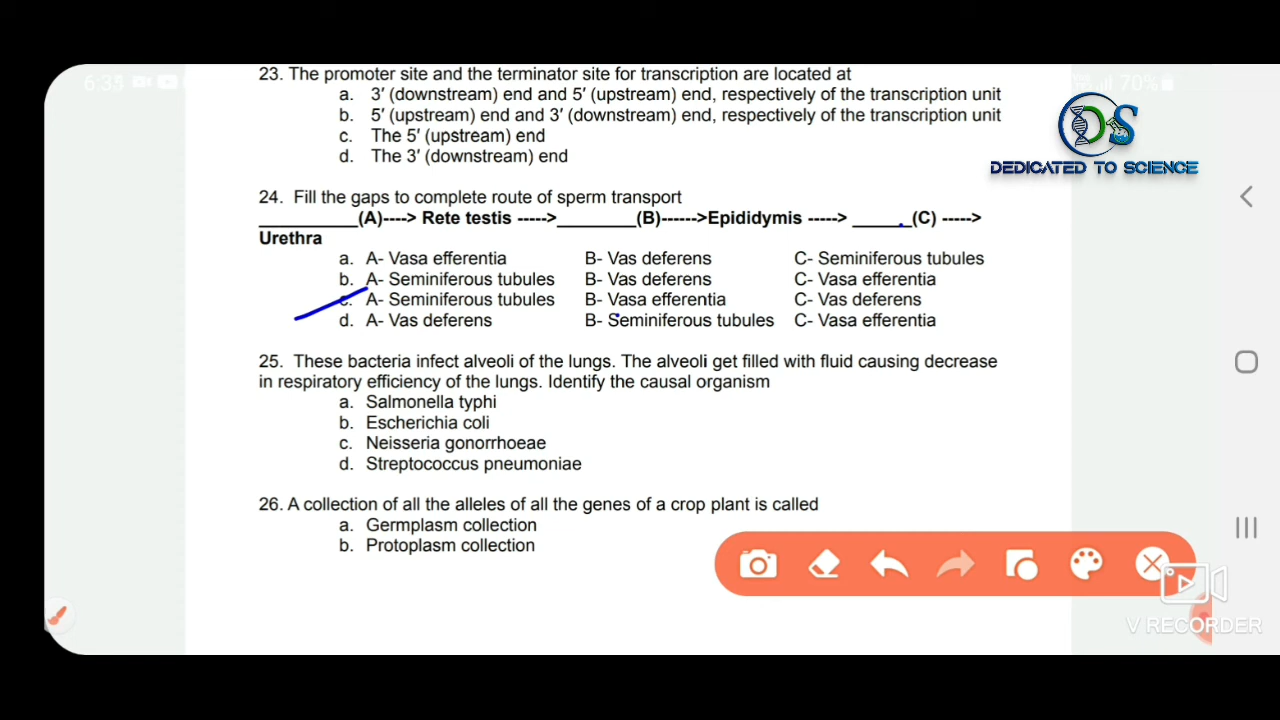 6:35
70%
23. The promoter site and the terminator site for transcription are located at
a. 3′ (downstream) end and 5′ (upstream) end, respectively of the transcription unit
b. 5′ (upstream) end and 3′ (downstream) end, respectively of the transcription unit
c. The 5′ (upstream) end
d. The 3′ (downstream) end
DS
DEDICATED TO SCIENCE
24. Fill the gaps to complete route of sperm transport
__________(A)----> Rete testis ----->________(B)------>Epididymis -----> ______(C) ----->
Urethra
a. A- Vasa efferentia B- Vas deferens C- Seminiferous tubules
b. A- Seminiferous tubules B- Vas deferens C- Vasa efferentia
c. A- Seminiferous tubules B- Vasa efferentia C- Vas deferens
d. A- Vas deferens B- Seminiferous tubules C- Vasa efferentia
25. These bacteria infect alveoli of the lungs. The alveoli get filled with fluid causing decrease
in respiratory efficiency of the lungs. Identify the causal organism
a. Salmonella typhi
b. Escherichia coli
c. Neisseria gonorrhoeae
d. Streptococcus pneumoniae
26. A collection of all the alleles of all the genes of a crop plant is called
a. Germplasm collection
b. Protoplasm collection
V RECORDER